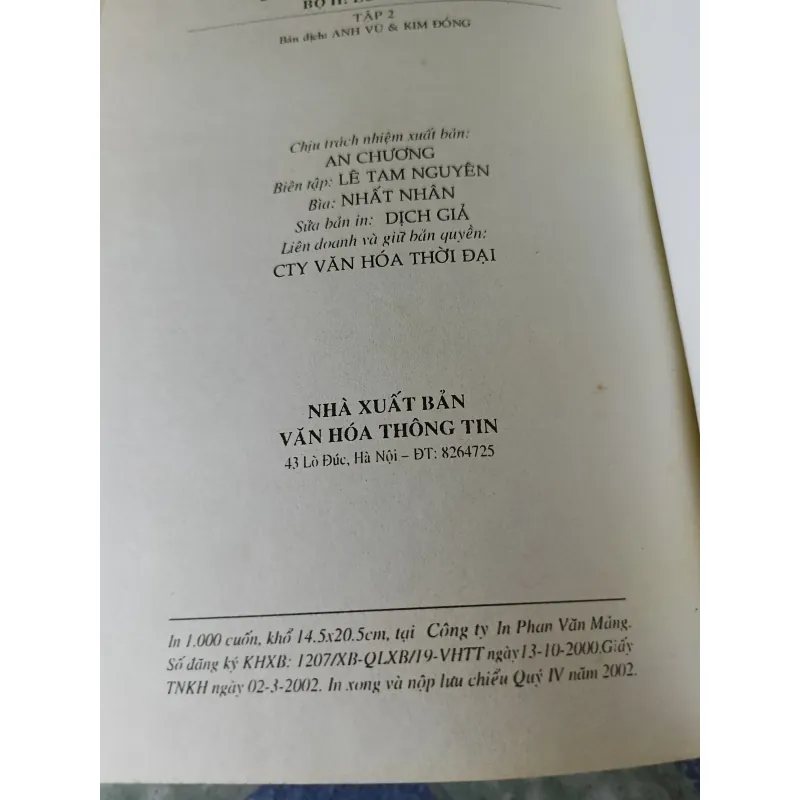 BỘ II:
TẬP 2
Bản dịch: ANH VŨ & KIM ĐỒNG
Chịu trách nhiệm xuất bản:
AN CHƯƠNG
Biên tập: LÊ TAM NGUYÊN
Bìa: NHẤT NHÂN
Sửa bản in: DỊCH GIẢ
Liên doanh và giữ bản quyền:
CTY VĂN HÓA THỜI ĐẠI
NHÀ XUẤT BẢN
VĂN HÓA THÔNG TIN
43 Lò Đúc, Hà Nội – ĐT: 8264725
In 1.000 cuốn, khổ 14.5x20.5cm, tại Công ty In Phan Văn Mảng.
Số đăng ký KHXB: 1207/XB-QLXB/19-VHTT ngày13-10-2000.Giấy
TNKH ngày 02-3-2002. In xong và nộp lưu chiểu Quý IV năm 2002.